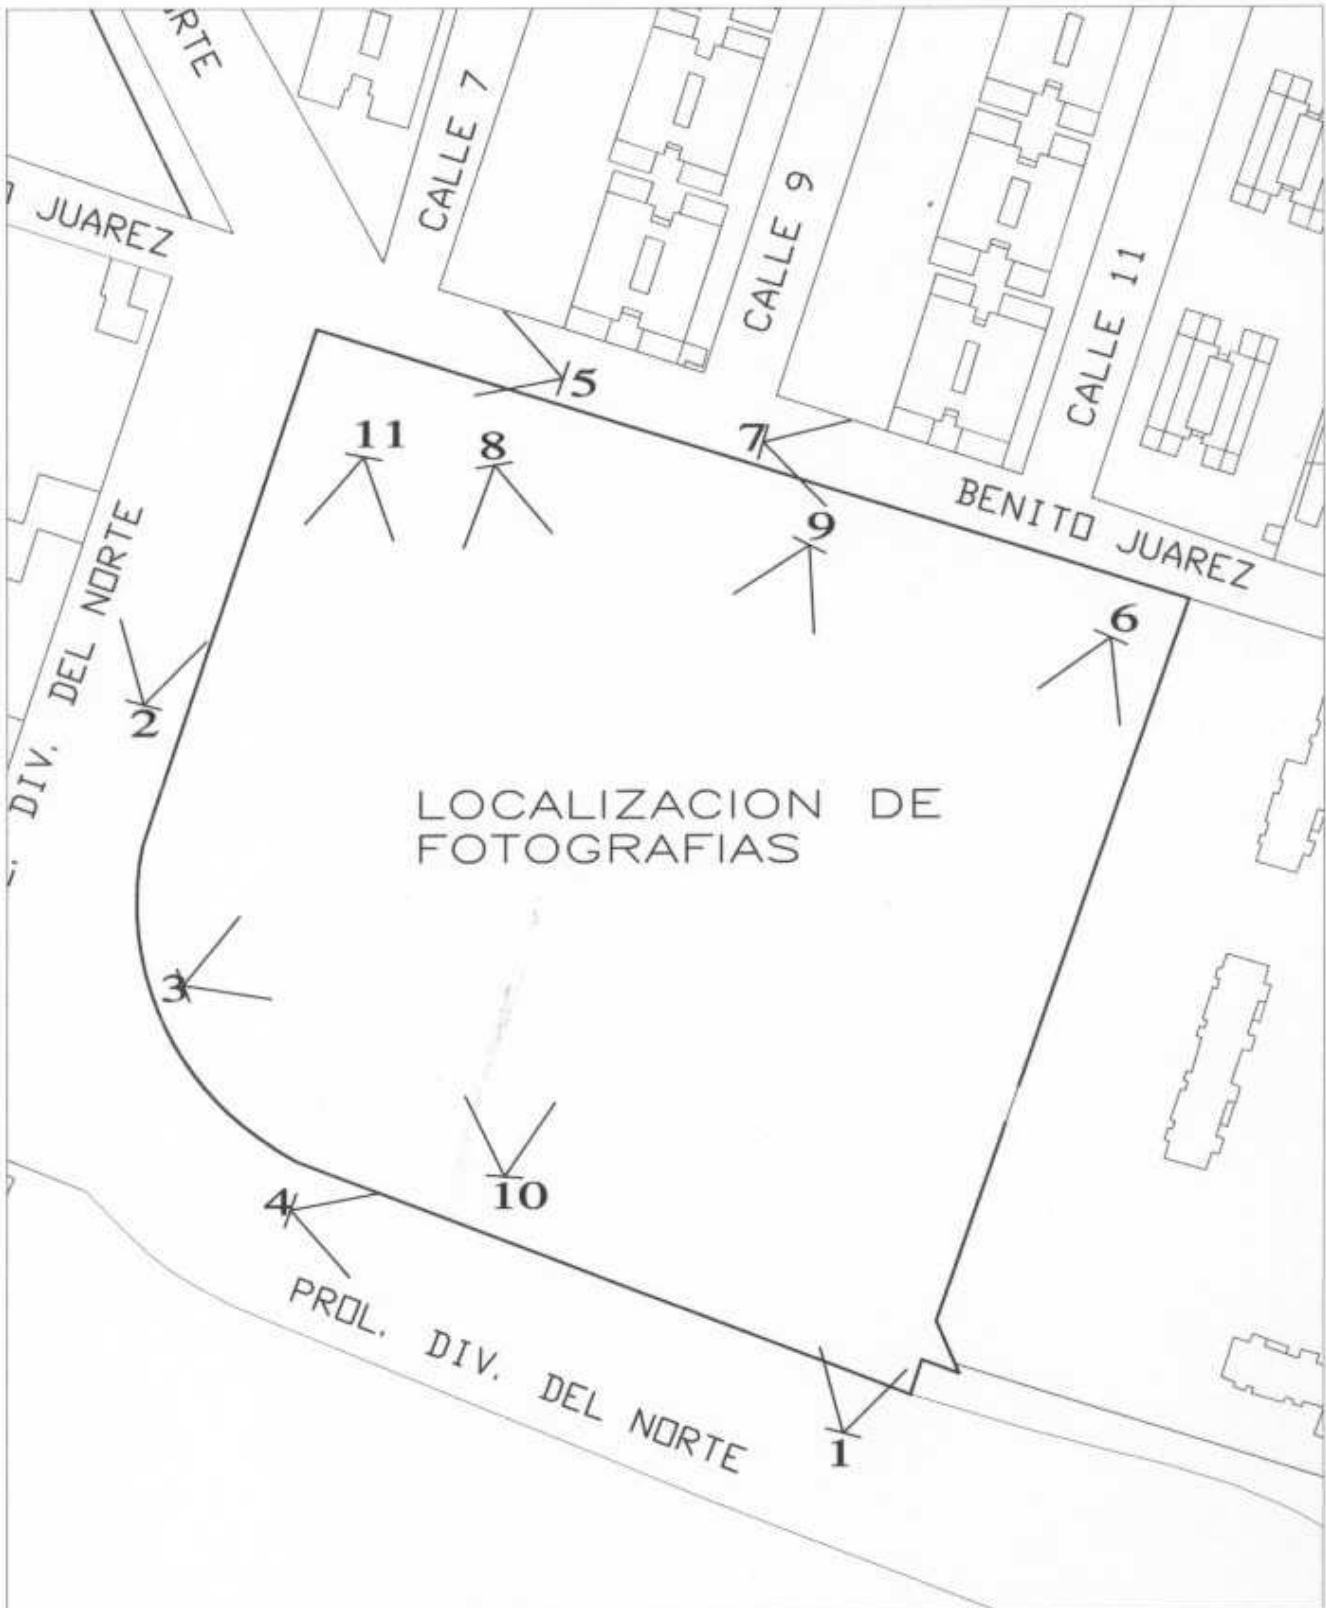 ORTE
CALLE 7
CALLE 9
CALLE 11
JUAREZ
BENITO JUAREZ
5
7
11
8
9
6
DIV. DEL NORTE
2
LOCALIZACION DE
FOTOGRAFIAS
3
4
10
PROL. DIV. DEL NORTE
1